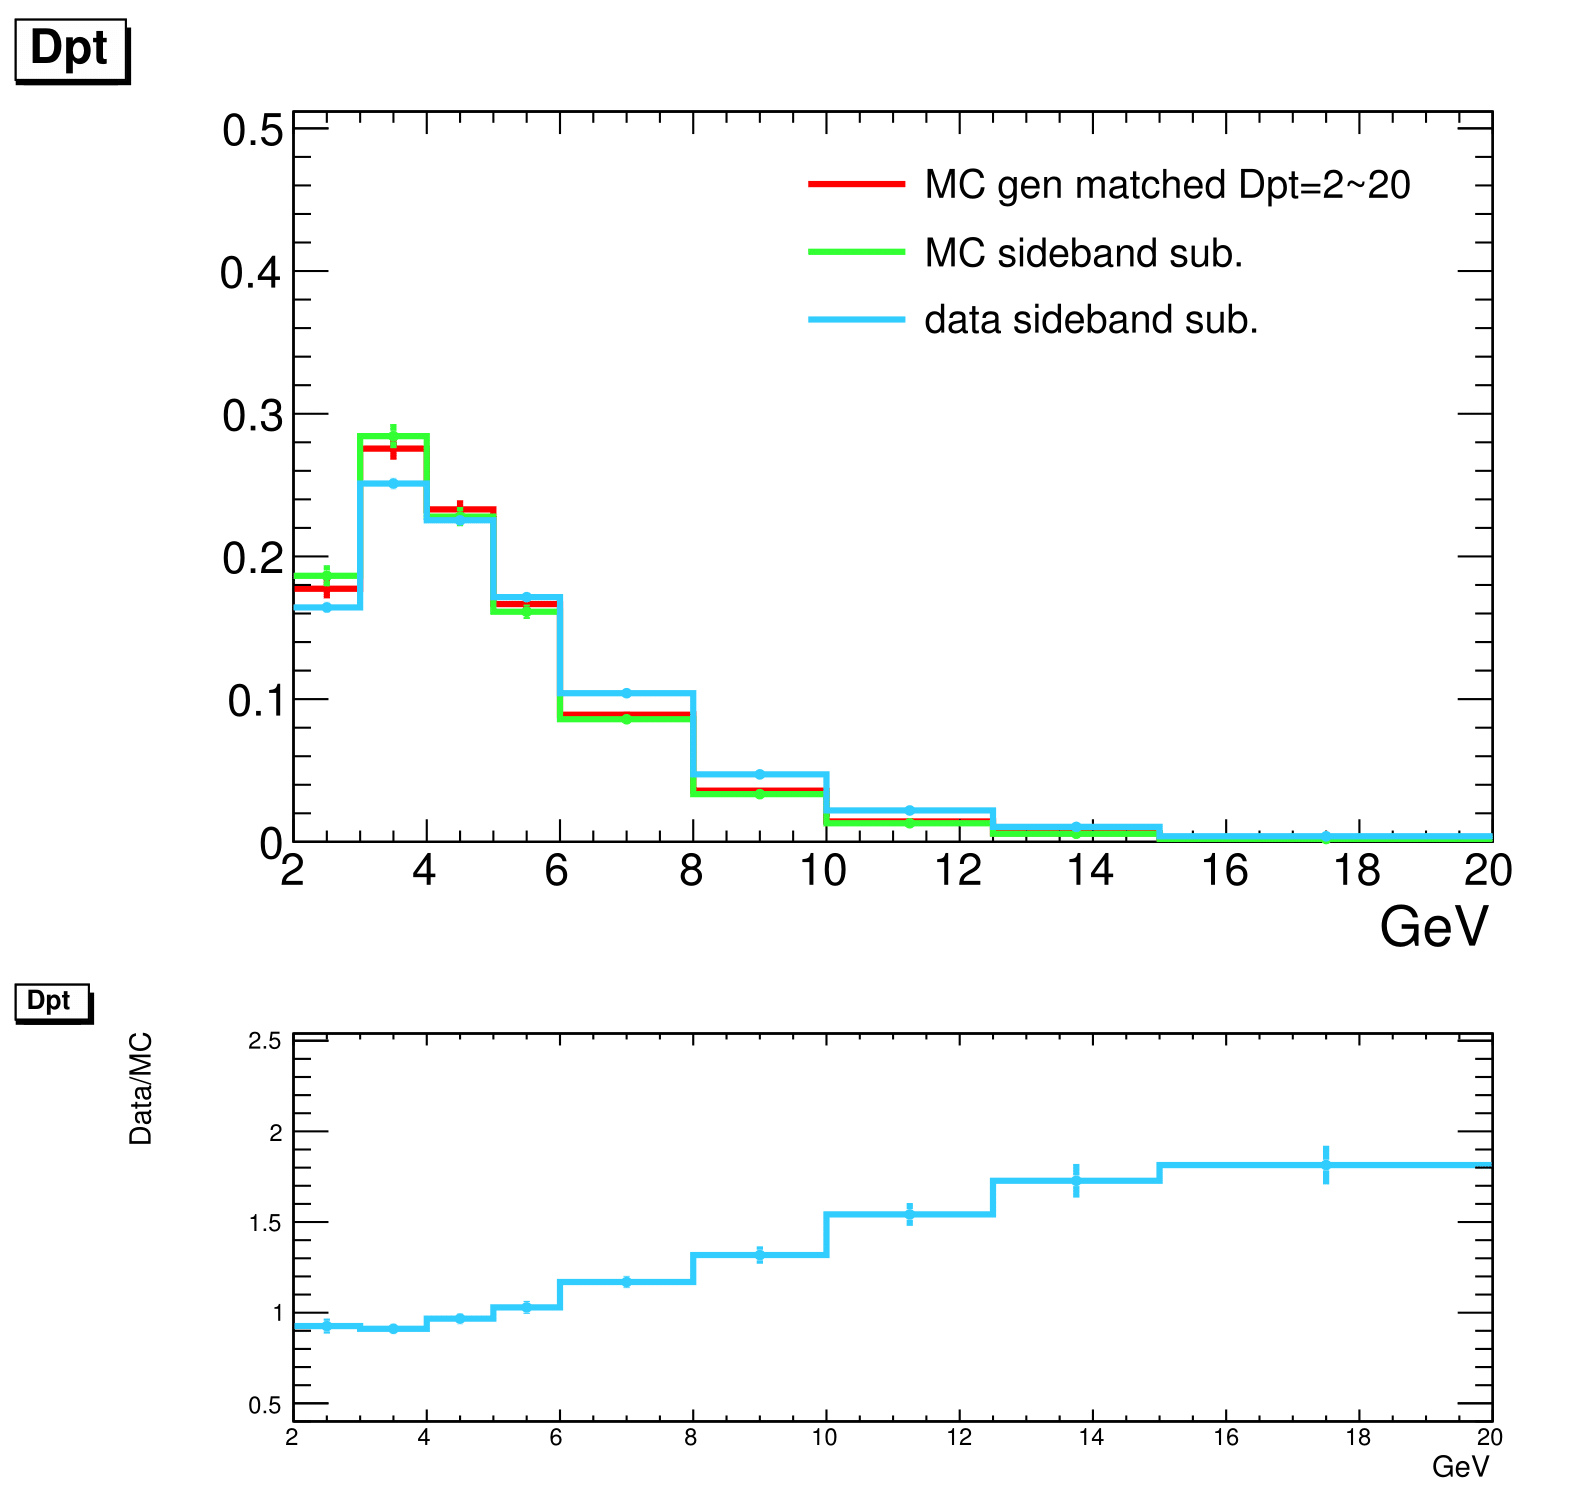 Dpt
0.5
0.4
0.3
0.2
0.1
0
MC gen matched Dpt=2~20
MC sideband sub.
data sideband sub.
2 4 6 8 10 12 14 16 18 20
GeV
Dpt
Data/MC
2.5
2
1.5
1
0.5
2 4 6 8 10 12 14 16 18 20
GeV